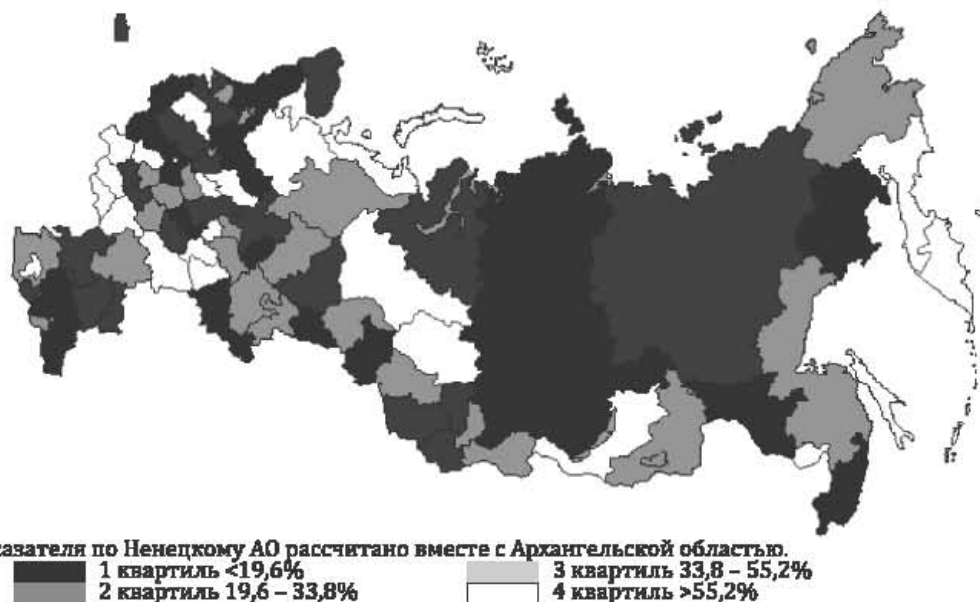 казателя по Ненецкому АО рассчитано вместе с Архангельской областью.
1 квартиль <19,6%
3 квартиль 33,8 – 55,2%
2 квартиль 19,6 – 33,8%
4 квартиль >55,2%